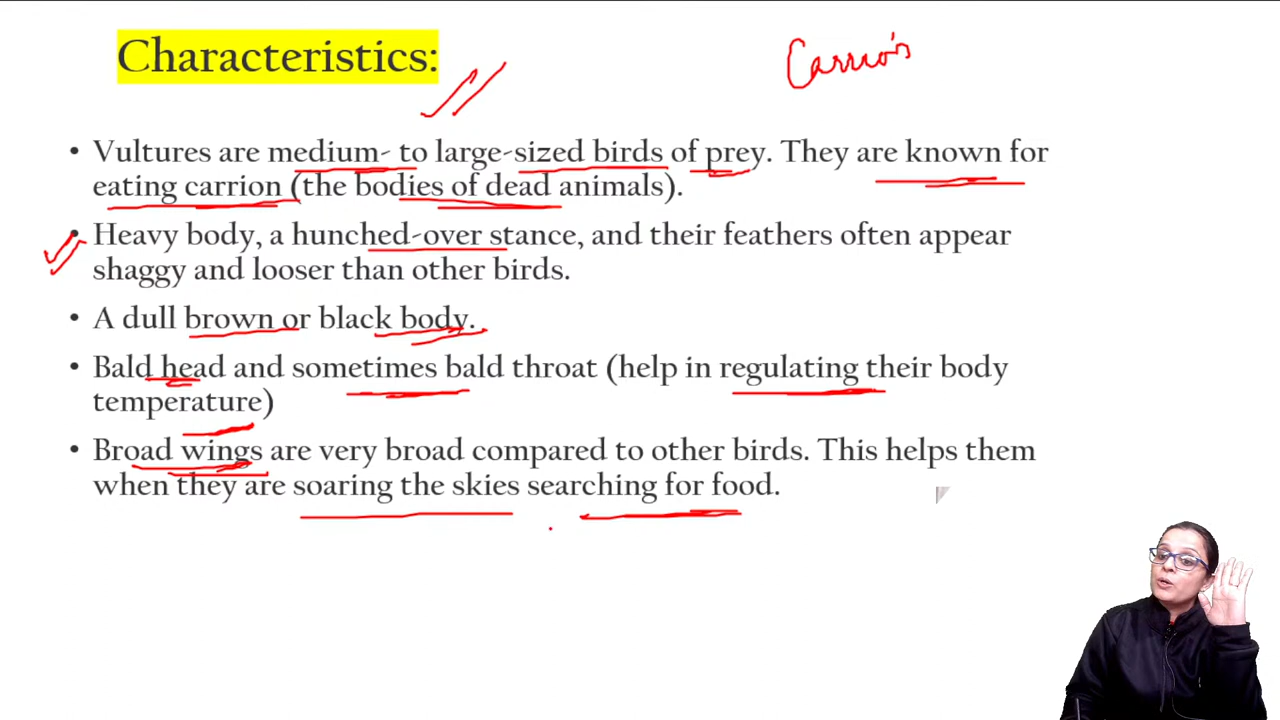 Characteristics:
Carrion
• Vultures are medium- to large-sized birds of prey. They are known for
eating carrion (the bodies of dead animals).
• Heavy body, a hunched-over stance, and their feathers often appear
shaggy and looser than other birds.
• A dull brown or black body.
• Bald head and sometimes bald throat (help in regulating their body
temperature)
• Broad wings are very broad compared to other birds. This helps them
when they are soaring the skies searching for food.